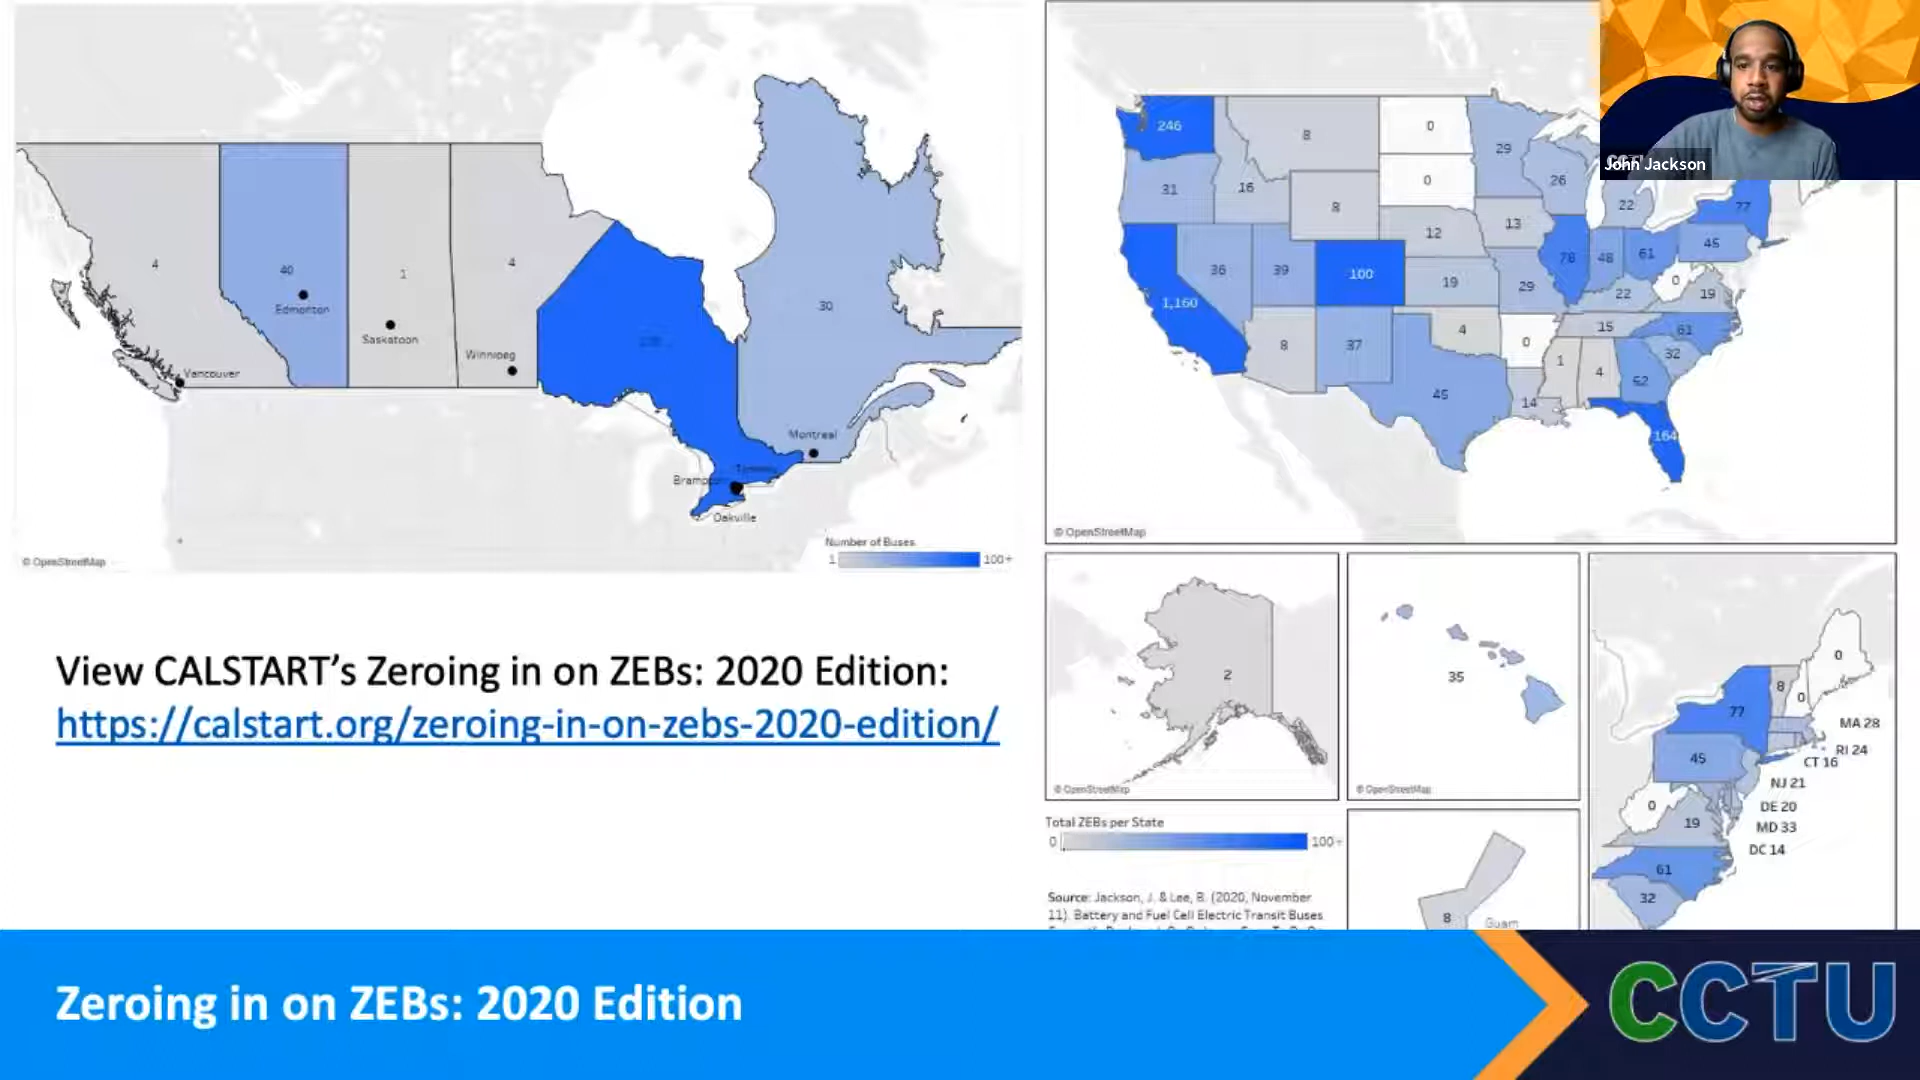 4
40
Edmonton
1
Saskatoon
4
Winnipeg
Vancouver
30
Montreal
Oakville
Number of Buses
1
100+
© OpenStreetMap
246
8
0
29
31
16
0
26
8
22
77
12
13
36
39
100
19
29
78
48
61
45
0
19
22
1,160
8
37
4
0
15
61
32
1
4
45
14
164
© OpenStreetMap
John Jackson
View CALSTART’s Zeroing in on ZEBs: 2020 Edition:
https://calstart.org/zeroing-in-on-zebs-2020-edition/
2
© OpenStreetMap
35
© OpenStreetMap
0
8
0
77
MA 28
RI 24
CT 16
45
NJ 21
0
DE 20
19
MD 33
DC 14
61
32
Total ZEBs per State
0
100+
Source: Jackson, J. & Lee, B. (2020, November
11). Battery and Fuel Cell Electric Transit Buses
8
Guam
Zeroing in on ZEBs: 2020 Edition
CCTU